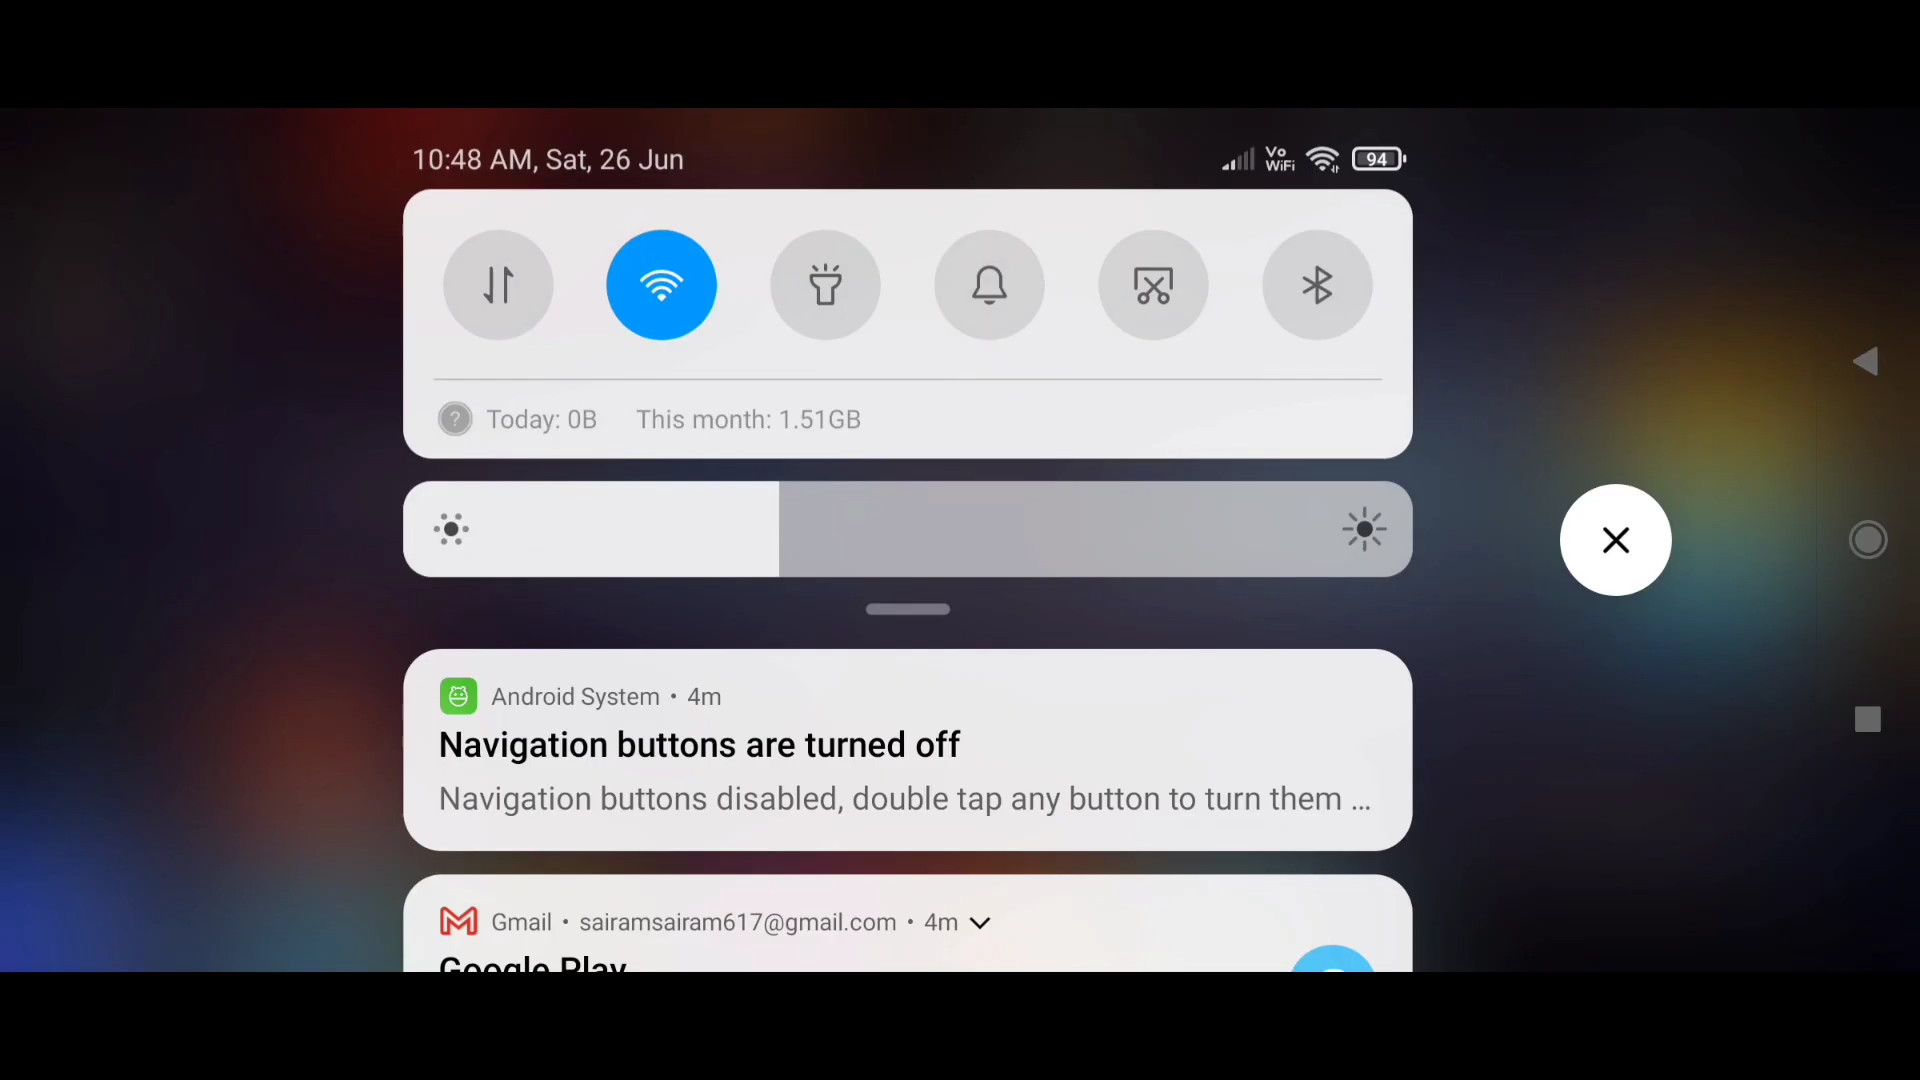 10:48 AM, Sat, 26 Jun
Vo
WiFi
94
? Today: 0B This month: 1.51GB
Android System • 4m
Navigation buttons are turned off
Navigation buttons disabled, double tap any button to turn them ...
Gmail • sairamsairam617@gmail.com • 4m
Google Play